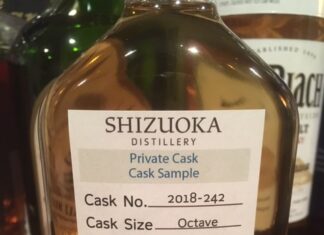 SHIZUOKA
DISTILLERY
Private Cask
Cask Sample
Cask No. 2018-242
Cask Size Octave